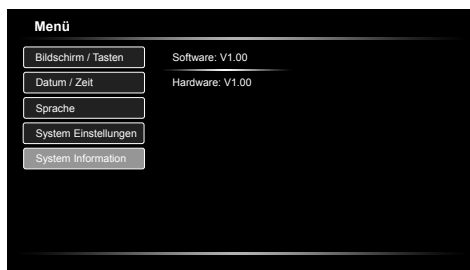 Menü
Bildschirm / Tasten
Software: V1.00
Datum / Zeit
Hardware: V1.00
Sprache
System Einstellungen
System Information